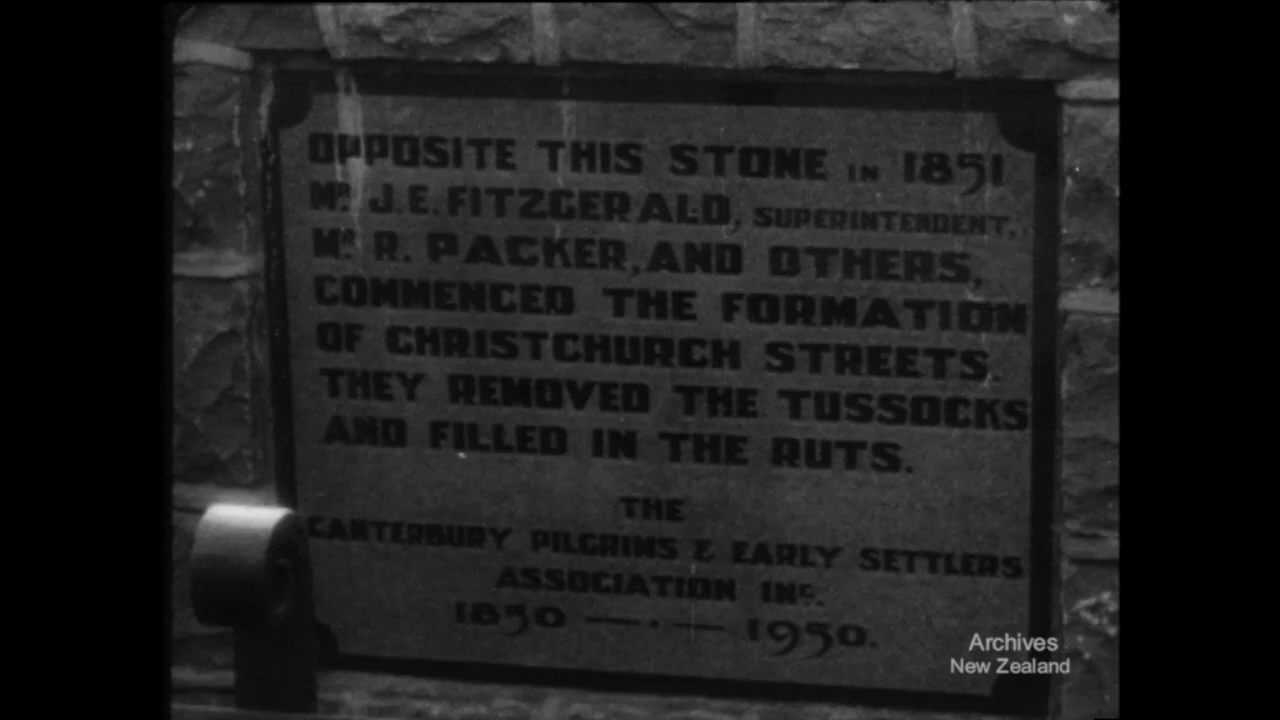 OPPOSITE THIS STONE IN 1851
Mr. J.E. FITZGERALD, SUPERINTENDENT,
Mr. R. PACKER, AND OTHERS,
COMMENCED THE FORMATION
OF CHRISTCHURCH STREETS.
THEY REMOVED THE TUSSOCKS
AND FILLED IN THE RUTS.
THE
CANTERBURY PILGRIMS & EARLY SETTLERS
ASSOCIATION INc.
1850 — . — 1950.
Archives
New Zealand